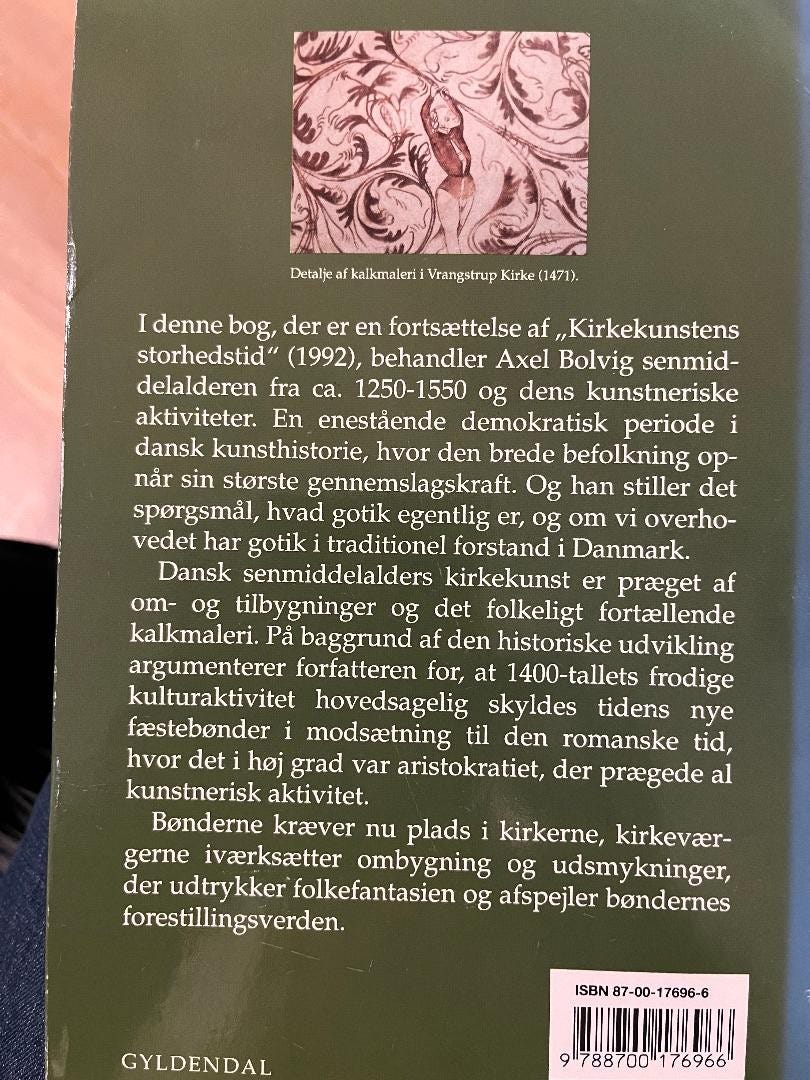 Detalje af kalkmaleri i Vrangstrup Kirke (1471).
I denne bog, der er en fortsættelse af „Kirkekunstens
storhedstid“ (1992), behandler Axel Bolvig senmid-
delalderen fra ca. 1250-1550 og dens kunstneriske
aktiviteter. En enestående demokratisk periode i
dansk kunsthistorie, hvor den brede befolkning op-
når sin største gennemslagskraft. Og han stiller det
spørgsmål, hvad gotik egentlig er, og om vi overho-
vedet har gotik i traditionel forstand i Danmark.
Dansk senmiddelalders kirkekunst er præget af
om- og tilbygninger og det folkeligt fortællende
kalkmaleri. På baggrund af den historiske udvikling
argumenterer forfatteren for, at 1400-tallets frodige
kulturaktivitet hovedsagelig skyldes tidens nye
fæstebønder i modsætning til den romanske tid,
hvor det i høj grad var aristokratiet, der prægede al
kunstnerisk aktivitet.
Bønderne kræver nu plads i kirkerne, kirkevær-
gerne iværksætter ombygning og udsmykninger,
der udtrykker folkefantasien og afspejler bøndernes
forestillingsverden.
ISBN 87-00-17696-6
9 788700 176966
GYLDENDAL